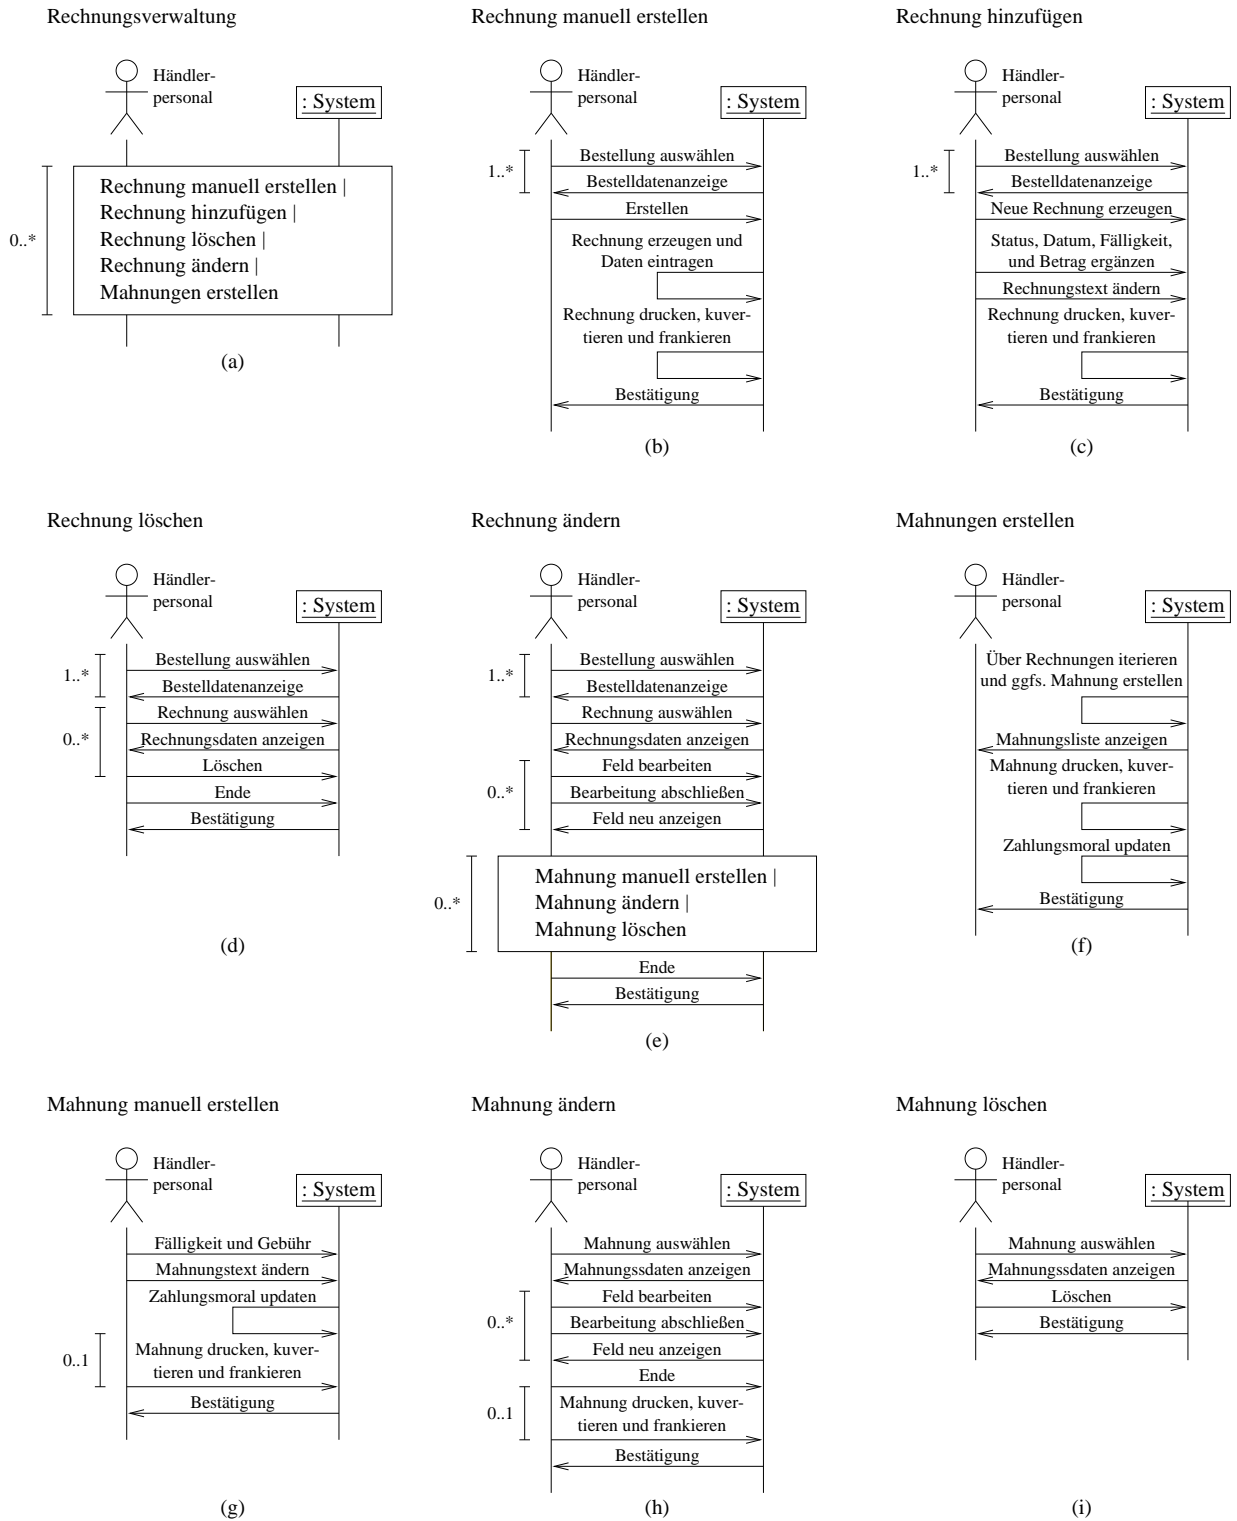 Rechnungsverwaltung
Händler-
personal
: System
0..*
Rechnung manuell erstellen |
Rechnung hinzufügen |
Rechnung löschen |
Rechnung ändern |
Mahnungen erstellen
(a)
Rechnung manuell erstellen
Händler-
personal
: System
1..*
Bestellung auswählen
Bestelldatenanzeige
Erstellen
Rechnung erzeugen und
Daten eintragen
Rechnung drucken, kuver-
tieren und frankieren
Bestätigung
(b)
Rechnung hinzufügen
Händler-
personal
: System
1..*
Bestellung auswählen
Bestelldatenanzeige
Neue Rechnung erzeugen
Status, Datum, Fälligkeit,
und Betrag ergänzen
Rechnungstext ändern
Rechnung drucken, kuver-
tieren und frankieren
Bestätigung
(c)
Rechnung löschen
Händler-
personal
: System
1..*
Bestellung auswählen
Bestelldatenanzeige
0..*
Rechnung auswählen
Rechnungsdaten anzeigen
Löschen
Ende
Bestätigung
(d)
Rechnung ändern
Händler-
personal
: System
1..*
Bestellung auswählen
Bestelldatenanzeige
Rechnung auswählen
Rechnungsdaten anzeigen
0..*
Feld bearbeiten
Bearbeitung abschließen
Feld neu anzeigen
0..*
Mahnung manuell erstellen |
Mahnung ändern |
Mahnung löschen
Ende
Bestätigung
(e)
Mahnungen erstellen
Händler-
personal
: System
Über Rechnungen iterieren
und ggfs. Mahnung erstellen
Mahnungsliste anzeigen
Mahnung drucken, kuver-
tieren und frankieren
Zahlungsmoral updaten
Bestätigung
(f)
Mahnung manuell erstellen
Händler-
personal
: System
Fälligkeit und Gebühr
Mahnungstext ändern
Zahlungsmoral updaten
0..1
Mahnung drucken, kuver-
tieren und frankieren
Bestätigung
(g)
Mahnung ändern
Händler-
personal
: System
Mahnung auswählen
Mahnungssdaten anzeigen
0..*
Feld bearbeiten
Bearbeitung abschließen
Feld neu anzeigen
Ende
0..1
Mahnung drucken, kuver-
tieren und frankieren
Bestätigung
(h)
Mahnung löschen
Händler-
personal
: System
Mahnung auswählen
Mahnungssdaten anzeigen
Löschen
Bestätigung
(i)